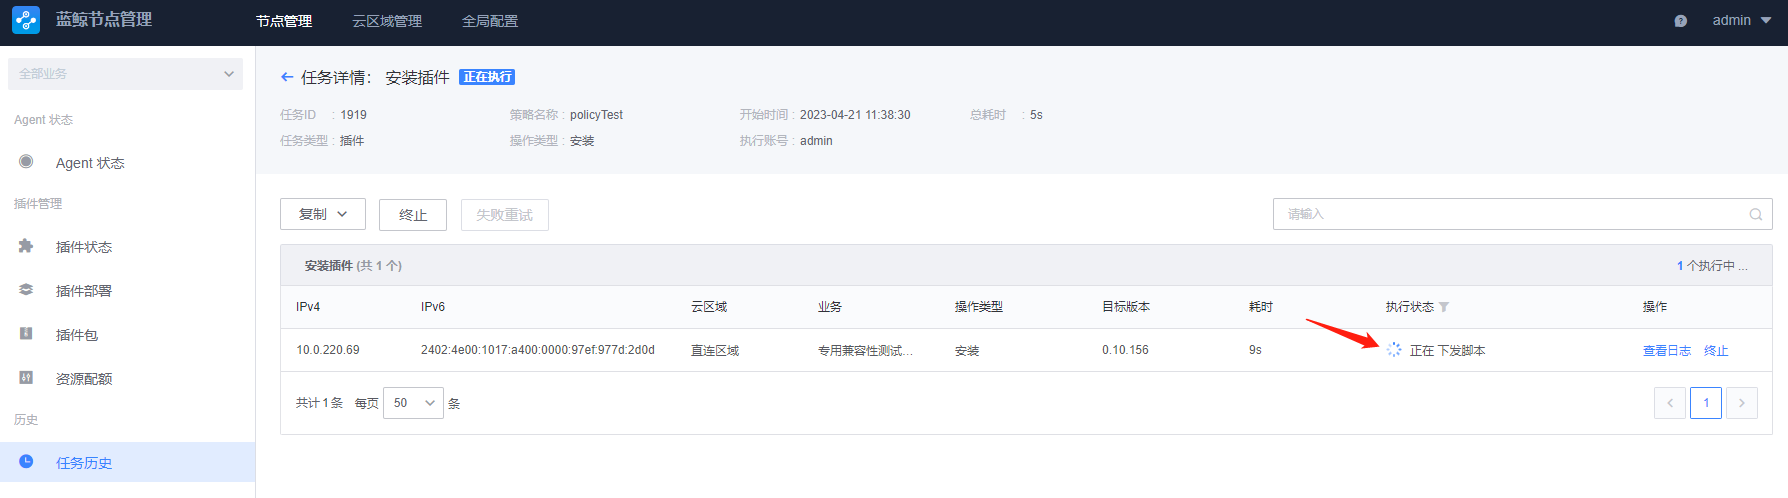 蓝鲸节点管理 节点管理 云区域管理 全局配置 admin
全部业务
Agent 状态
Agent 状态
插件管理
插件状态
插件部署
插件包
资源配额
历史
任务历史
任务详情: 安装插件 正在执行
任务ID : 1919 策略名称 : policyTest 开始时间 : 2023-04-21 11:38:30 总耗时 : 5s
任务类型 : 插件 操作类型 : 安装 执行账号 : admin
复制 终止 失败重试 请输入
安装插件 (共 1 个) 1 个执行中 ...
IPv4 IPv6 云区域 业务 操作类型 目标版本 耗时 执行状态 操作
10.0.220.69 2402:4e00:1017:a400:0000:97ef:977d:2d0d 直连区域 专用兼容性测试... 安装 0.10.156 9s 正在 下发脚本 查看日志 终止
共计 1 条 每页 50 条 1